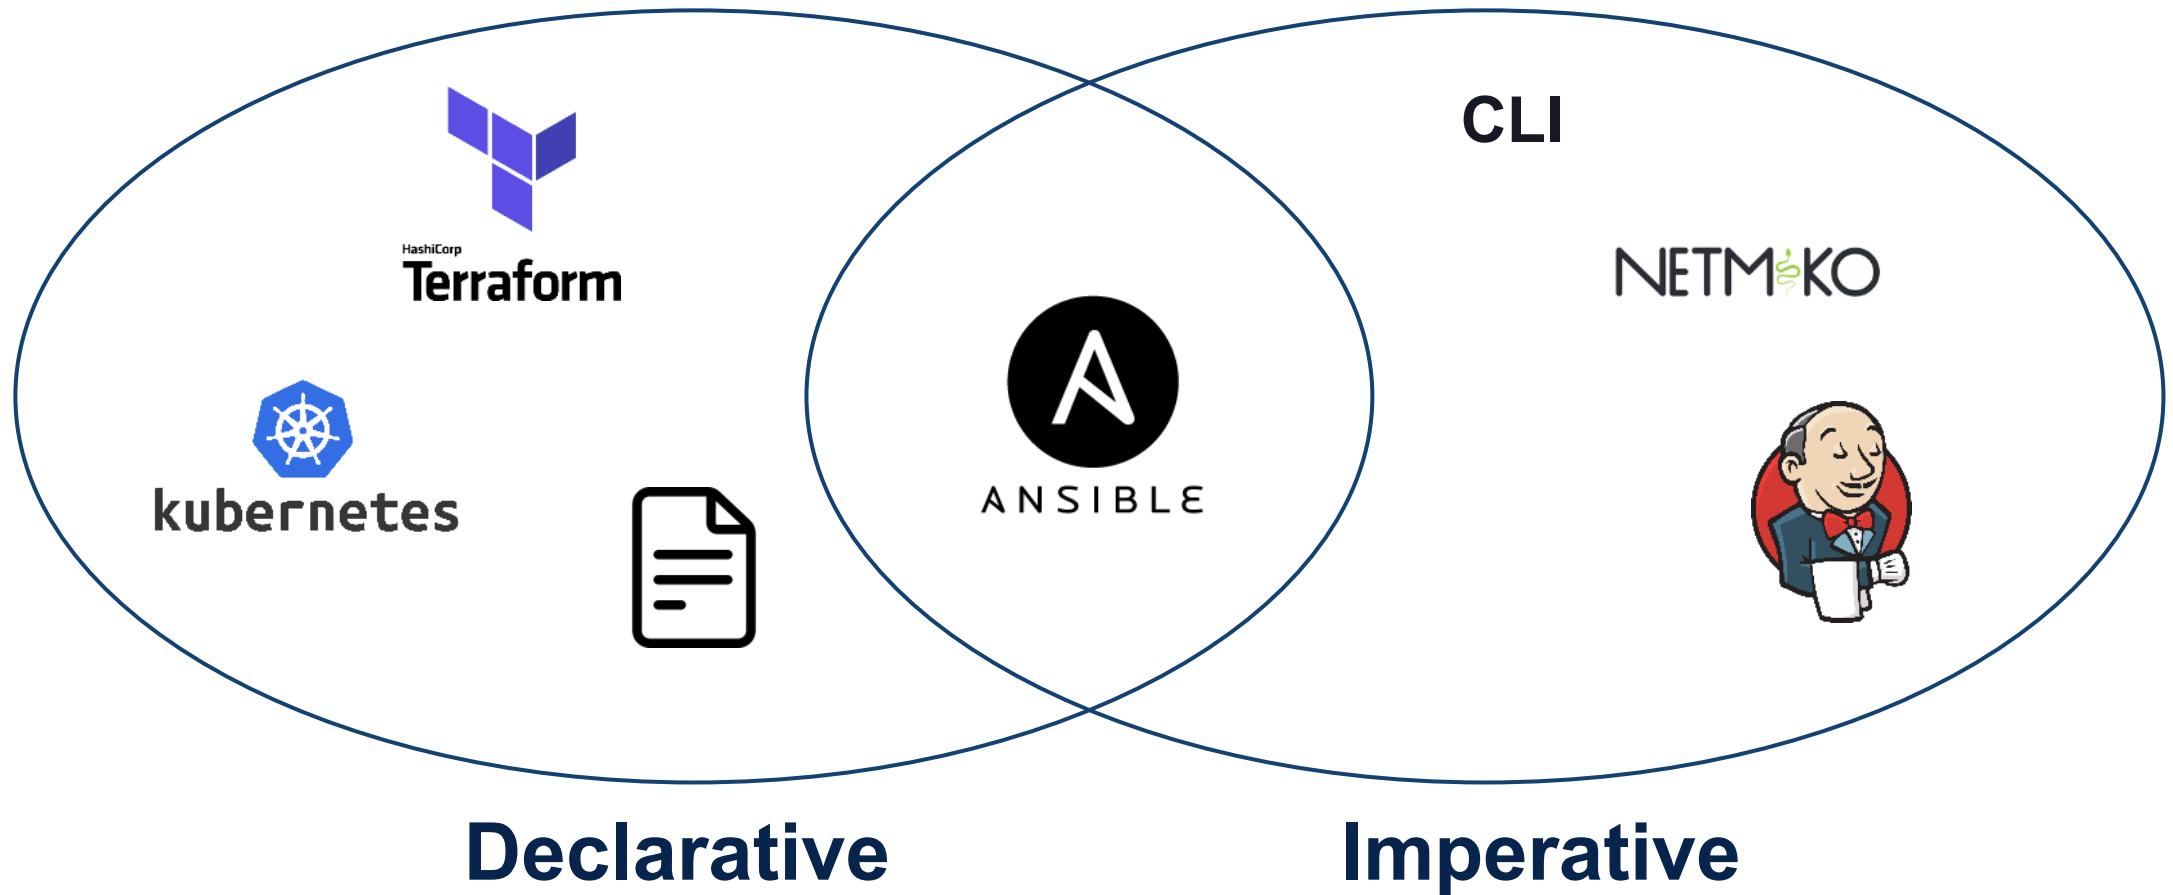 CLI
HashiCorp
Terraform
NETMIKO
kubernetes
ANSIBLE
Declarative
Imperative